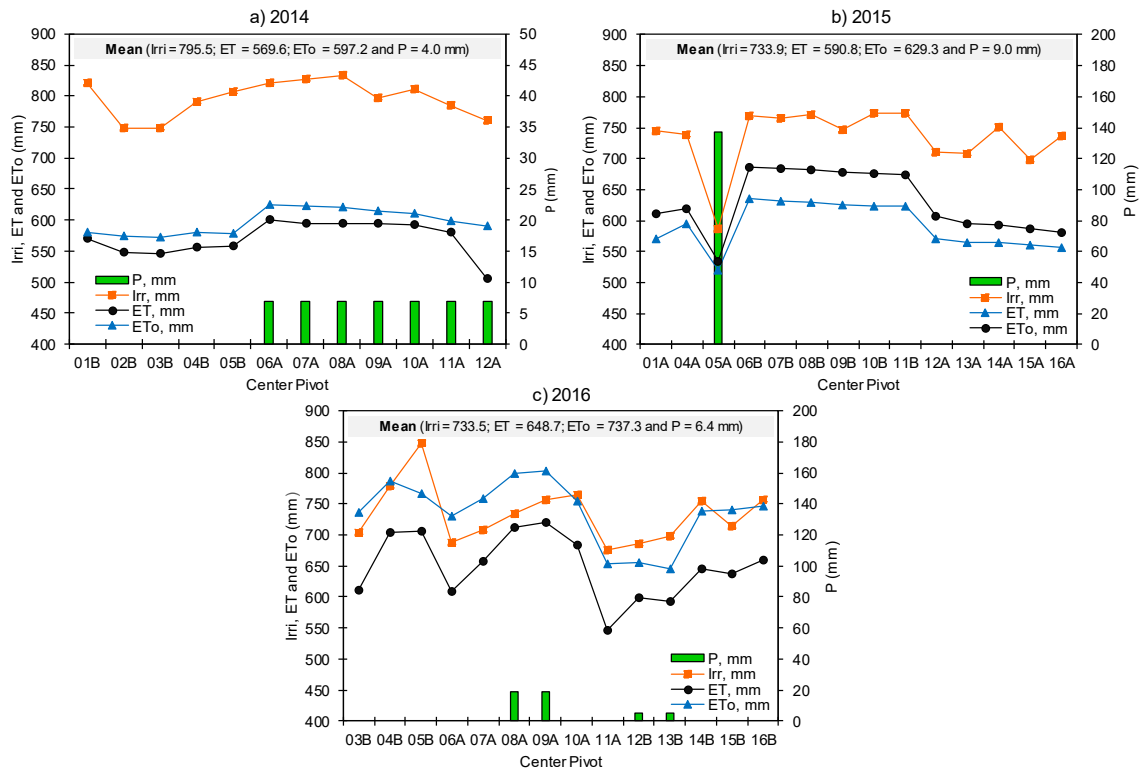 a) 2014
Mean (Irri = 795.5; ET = 569.6; ETo = 597.2 and P = 4.0 mm)
Irri, ET and ETo (mm)
900
850
800
750
700
650
600
550
500
450
400
50
45
40
35
30
25
20
15
10
5
0
P (mm)
P, mm
Irr, mm
ET, mm
ETo, mm
01B 02B 03B 04B 05B 06A 07A 08A 09A 10A 11A 12A
Center Pivot
b) 2015
Mean (Irri = 733.9; ET = 590.8; ETo = 629.3 and P = 9.0 mm)
Irri, ET and ETo (mm)
900
850
800
750
700
650
600
550
500
450
400
200
180
160
140
120
100
80
60
40
20
0
P (mm)
P, mm
Irr, mm
ET, mm
ETo, mm
01A 04A 05A 06B 07B 08B 09B 10B 11B 12A 13A 14A 15A 16A
Center Pivot
c) 2016
Mean (Irri = 733.5; ET = 648.7; ETo = 737.3 and P = 6.4 mm)
Irri, ET and ETo (mm)
900
850
800
750
700
650
600
550
500
450
400
200
180
160
140
120
100
80
60
40
20
0
P (mm)
P, mm
Irr, mm
ET, mm
ETo, mm
03B 04B 05B 06A 07A 08A 09A 10A 11A 12B 13B 14B 15B 16B
Center Pivot